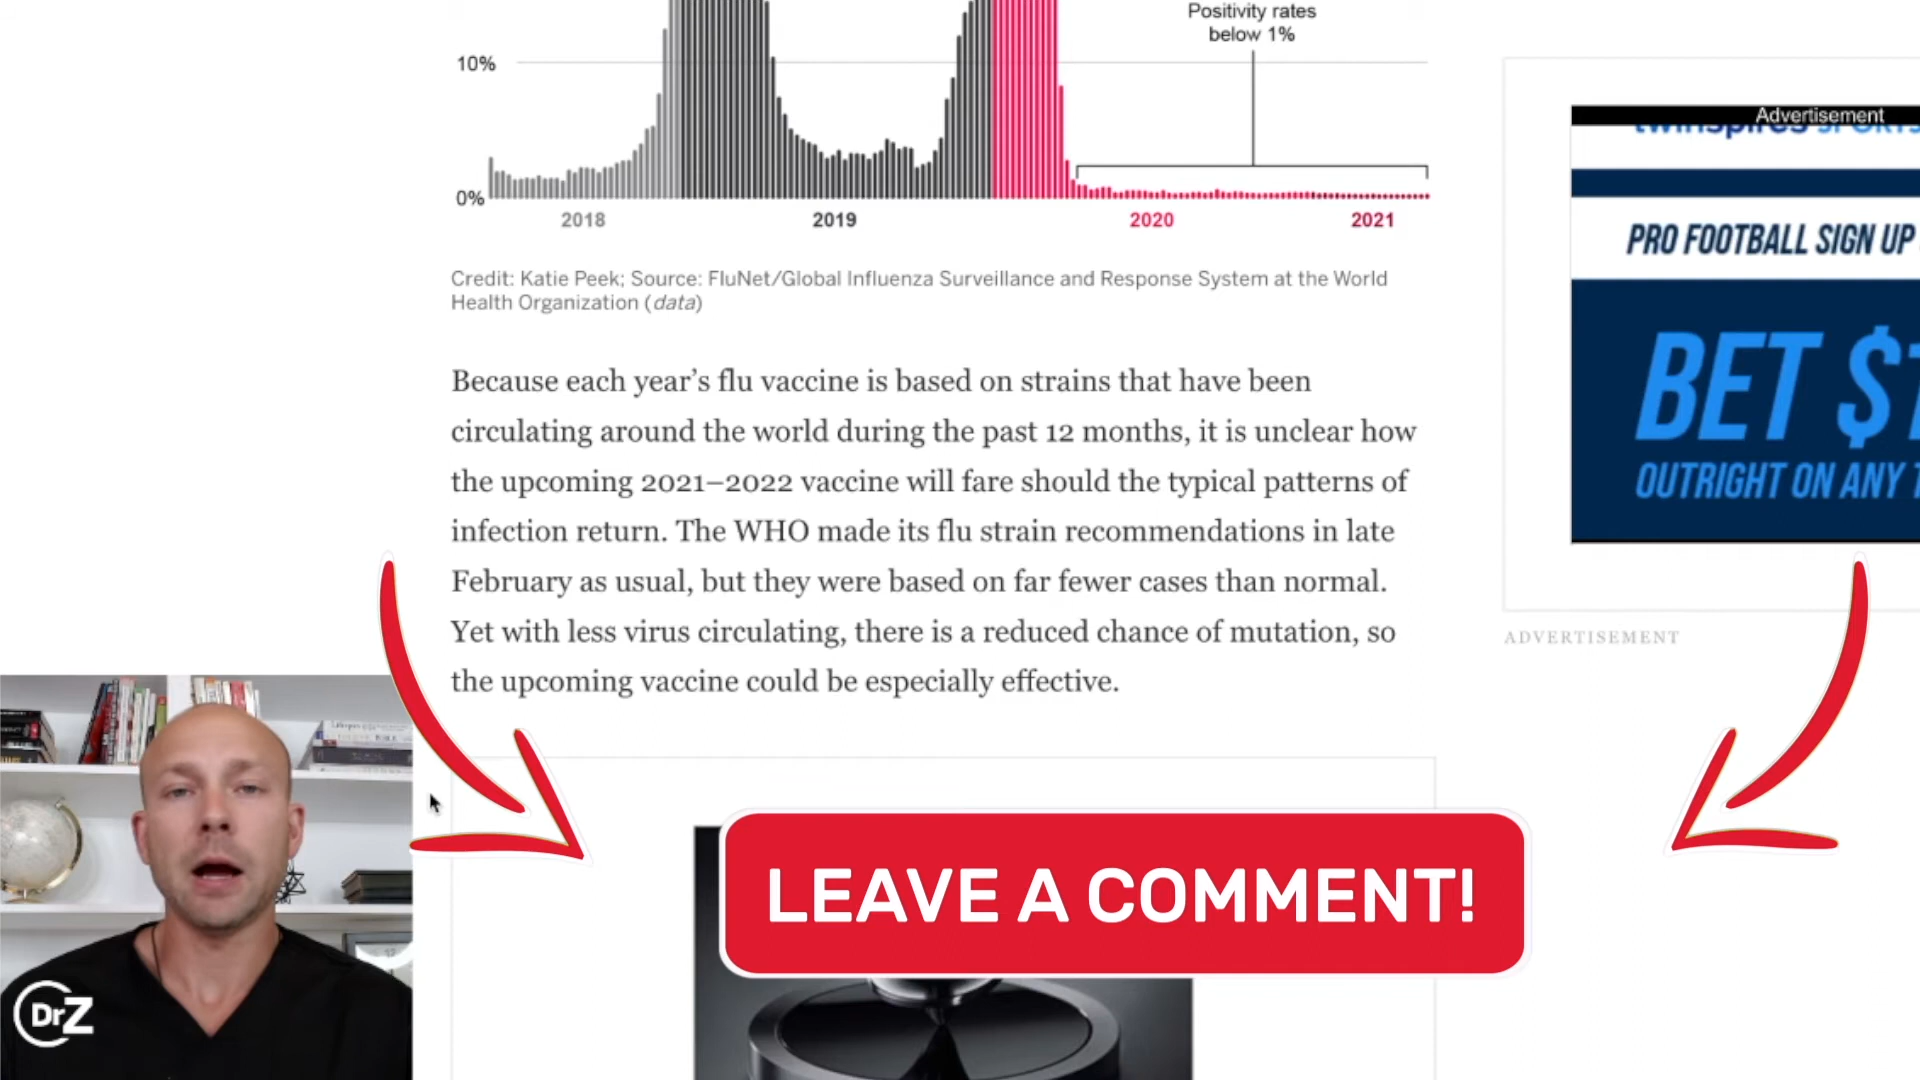 Positivity rates
below 1%
10%
0%
2018
2019
2020
2021
Credit: Katie Peek; Source: FluNet/Global Influenza Surveillance and Response System at the World
Health Organization (data)
Because each year’s flu vaccine is based on strains that have been
circulating around the world during the past 12 months, it is unclear how
the upcoming 2021–2022 vaccine will fare should the typical patterns of
infection return. The WHO made its flu strain recommendations in late
February as usual, but they were based on far fewer cases than normal.
Yet with less virus circulating, there is a reduced chance of mutation, so
the upcoming vaccine could be especially effective.
Advertisement
twinspires SPORTS
PRO FOOTBALL SIGN UP
BET $
OUTRIGHT ON ANY
ADVERTISEMENT
LEAVE A COMMENT!
DrZ